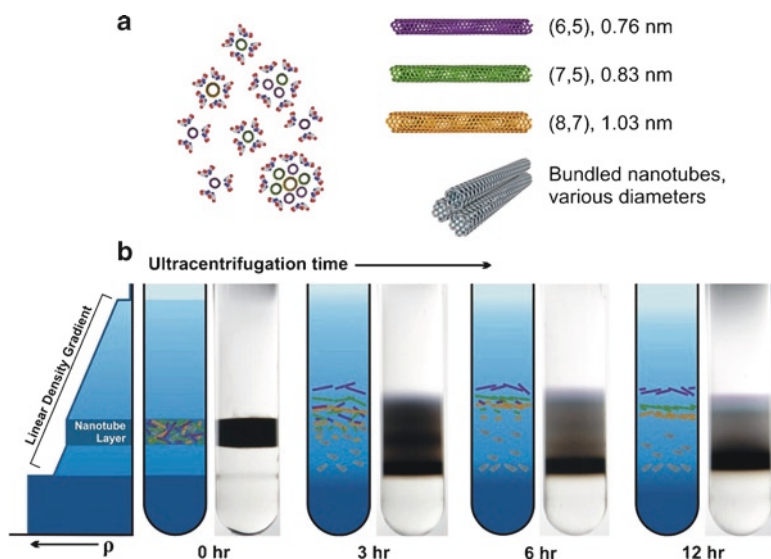 a
(6,5), 0.76 nm
(7,5), 0.83 nm
(8,7), 1.03 nm
Bundled nanotubes,
various diameters
b
Ultracentrifugation time
Linear Density Gradient
Nanotube
Layer
ρ
0 hr
3 hr
6 hr
12 hr